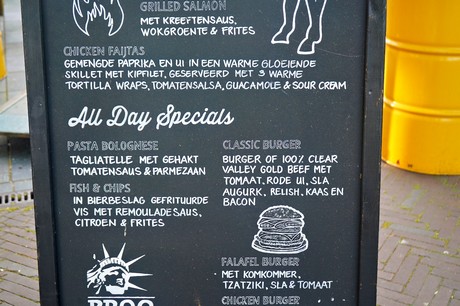 GRILLED SALMON
MET KREEFTENSAUS,
WOKGROENTE & FRITES
CHICKEN FAJITAS
GEMENGDE PAPRIKA EN UI IN EEN WARME GLOEIENDE
SKILLET MET KIPFILET, GESERVEERD MET 3 WARME
TORTILLA WRAPS, TOMATENSALSA, GUACAMOLE & SOUR CREAM
All Day Specials
PASTA BOLOGNESE
TAGLIATELLE MET GEHAKT
TOMATENSAUS & PARMEZAAN
FISH & CHIPS
IN BIERBESLAG GEFRITUURDE
VIS MET REMOULADESAUS,
CITROEN & FRITES
CLASSIC BURGER
BURGER OF 100% CLEAR
VALLEY GOLD BEEF MET
TOMAAT, RODE UI, SLA
AUGURK, RELISH, KAAS EN
BACON
FALAFEL BURGER
MET KOMKOMMER,
TZATZIKI, SLA & TOMAAT
CHICKEN BURGER